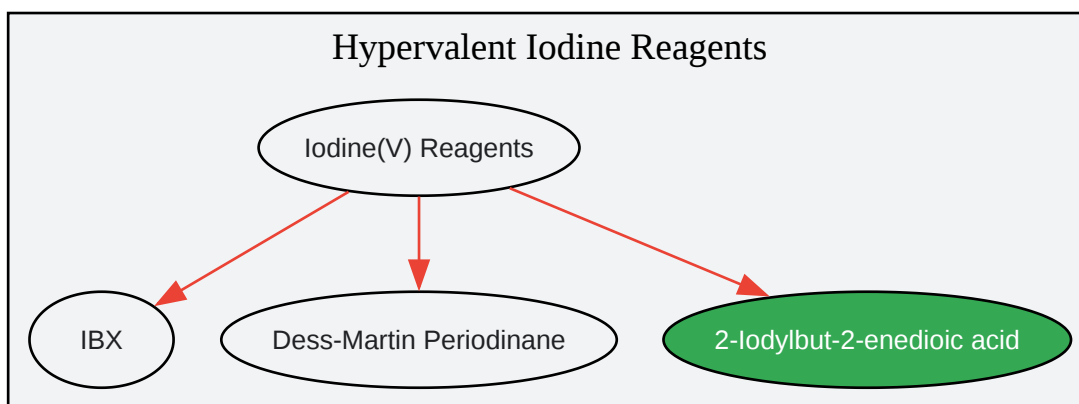 Hypervalent Iodine Reagents
Iodine(V) Reagents
IBX
Dess-Martin Periodinane
2-Iodylbut-2-enedioic acid